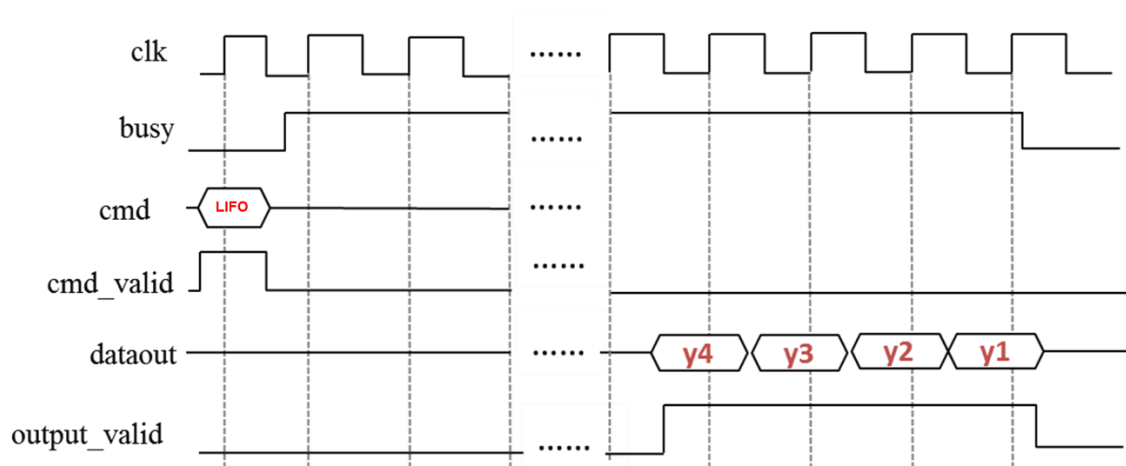 clk ......
busy ......
cmd LIFO ......
cmd_valid ......
dataout ...... y4 y3 y2 y1
output_valid ......